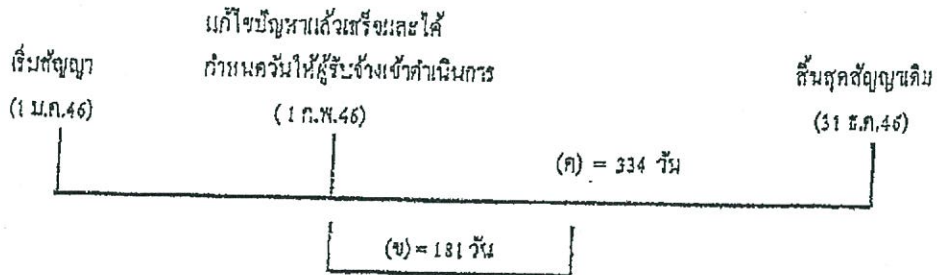 เริ่มสัญญา
(1 ม.ค.46)
แก้ไขปัญหาแล้วเสร็จและได้
กำหนดวันให้ผู้รับจ้างเข้าดำเนินการ
(1 ก.พ.46)
สิ้นสุดสัญญาเดิม
(31 ธ.ค.46)
(ค) = 334 วัน
(ข) = 181 วัน